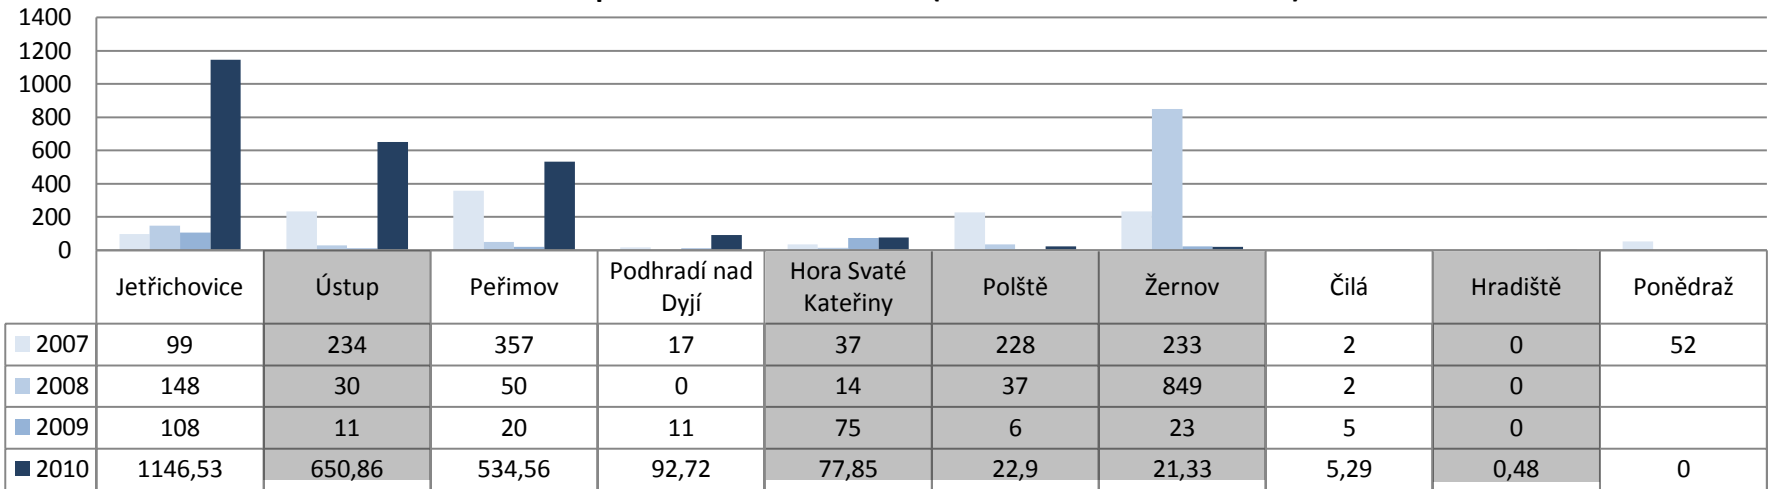 1400
1200
1000
800
600
400
200
0
Jetřichovice Ústup Peřimov Podhradí nad Dyjí Hora Svaté Kateřiny Polště Žernov Čilá Hradiště Ponědraž
2007 99 234 357 17 37 228 233 2 0 52
2008 148 30 50 0 14 37 849 2 0
2009 108 11 20 11 75 6 23 5 0
2010 1146,53 650,86 534,56 92,72 77,85 22,9 21,33 5,29 0,48 0